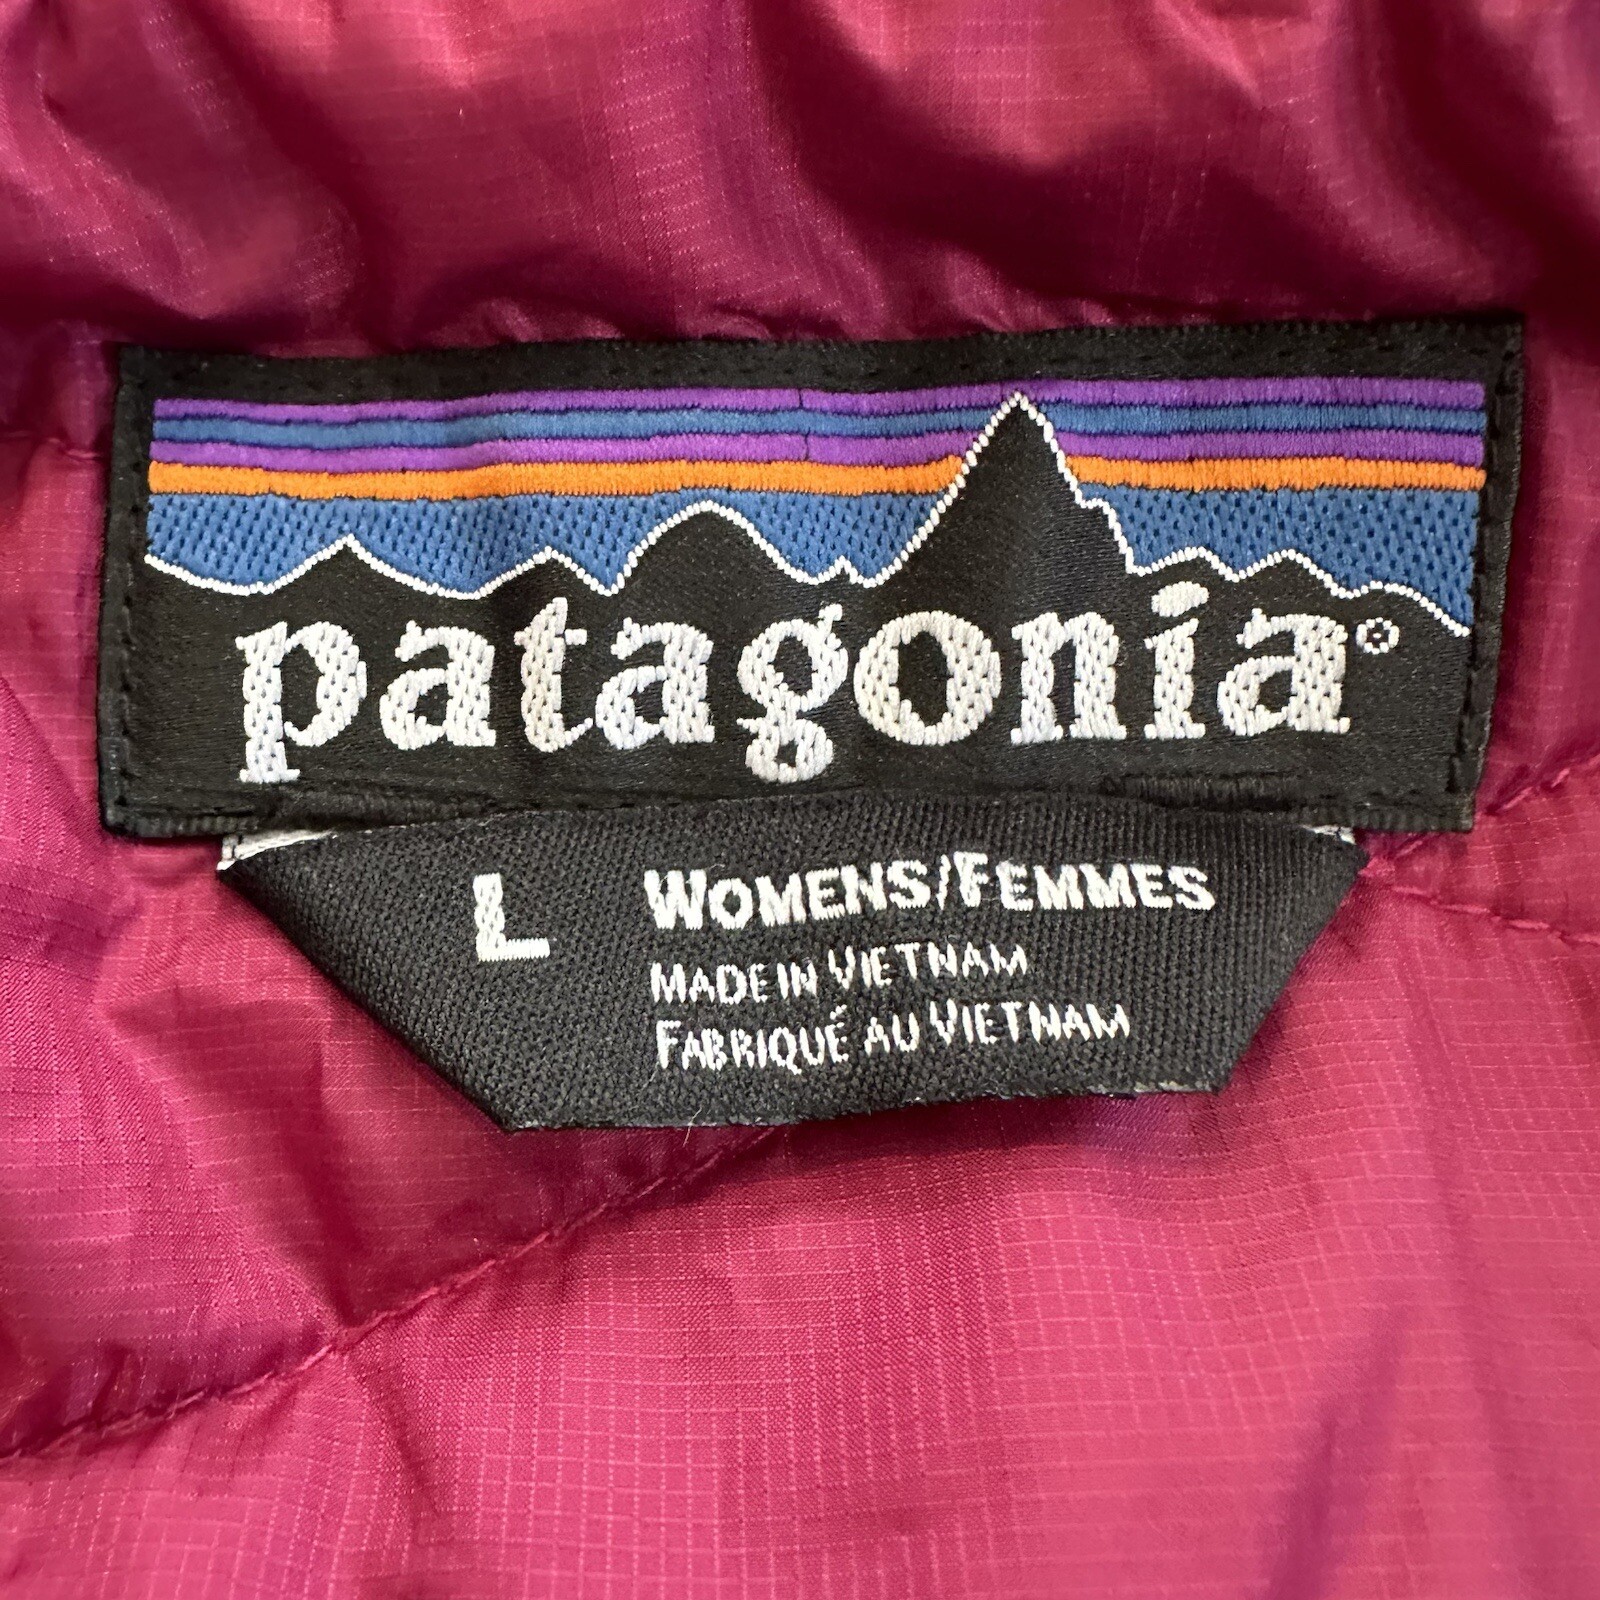 patagonia®
L WOMENS/FEMMES
MADE IN VIETNAM
FABRIQUÉ AU VIETNAM